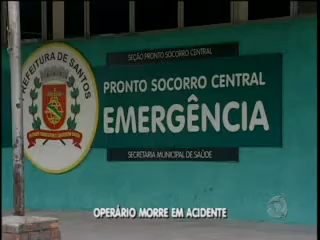 PREFEITURA DE SANTOS
SEÇÃO PRONTO SOCORRO CENTRAL
PRONTO SOCORRO CENTRAL
EMERGÊNCIA
SECRETARIA MUNICIPAL DE SAÚDE
OPERÁRIO MORRE EM ACIDENTE